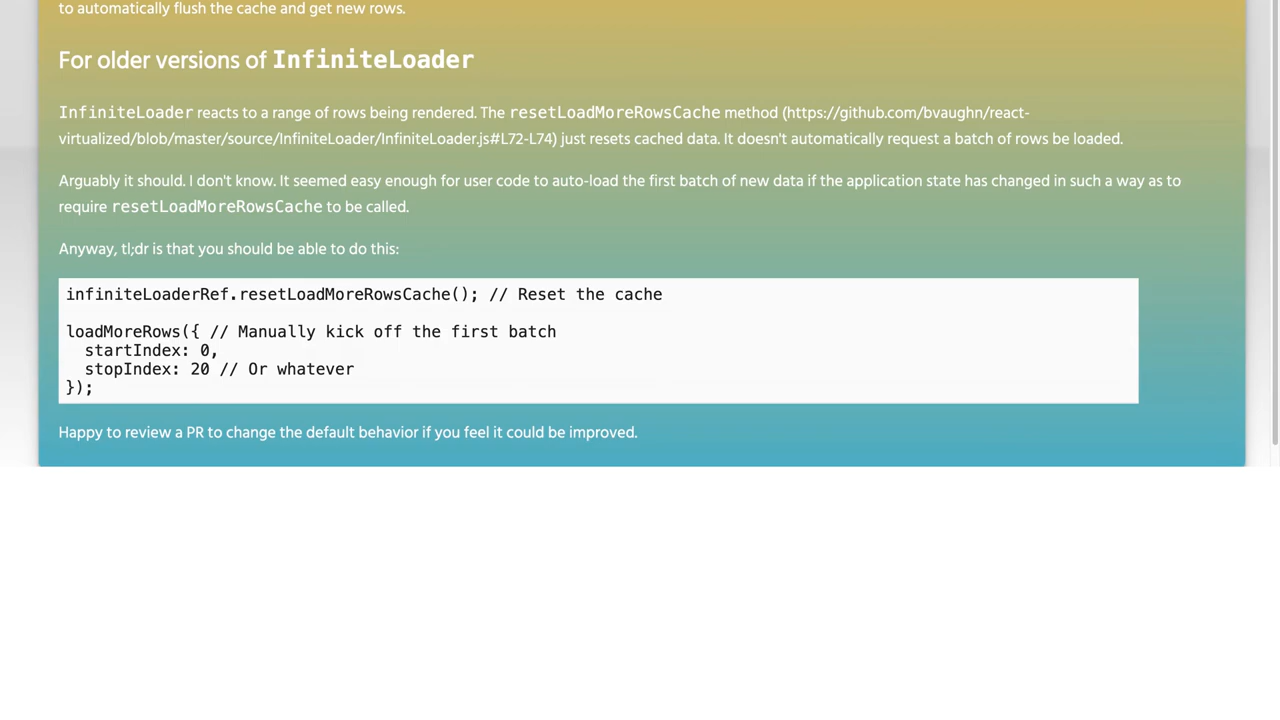 to automatically flush the cache and get new rows.
For older versions of InfiniteLoader
InfiniteLoader reacts to a range of rows being rendered. The resetLoadMoreRowsCache method (https://github.com/bvaughn/react-
virtualized/blob/master/source/InfiniteLoader/InfiniteLoader.js#L72-L74) just resets cached data. It doesn't automatically request a batch of rows be loaded.
Arguably it should. I don't know. It seemed easy enough for user code to auto-load the first batch of new data if the application state has changed in such a way as to
require resetLoadMoreRowsCache to be called.
Anyway, tl;dr is that you should be able to do this:
infiniteLoaderRef.resetLoadMoreRowsCache(); // Reset the cache
loadMoreRows({ // Manually kick off the first batch
  startIndex: 0,
  stopIndex: 20 // Or whatever
});
Happy to review a PR to change the default behavior if you feel it could be improved.